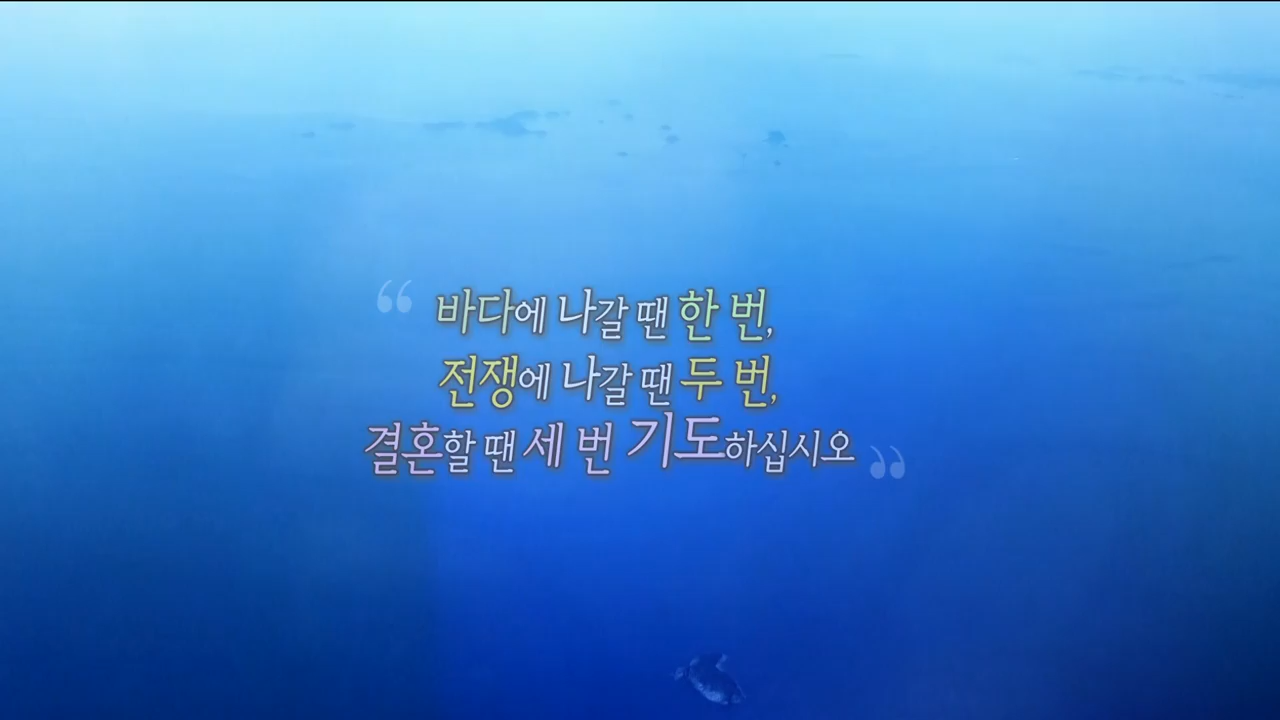 “ 바다에 나갈 땐 한 번,
전쟁에 나갈 땐 두 번,
결혼할 땐 세 번 기도하십시오 ”